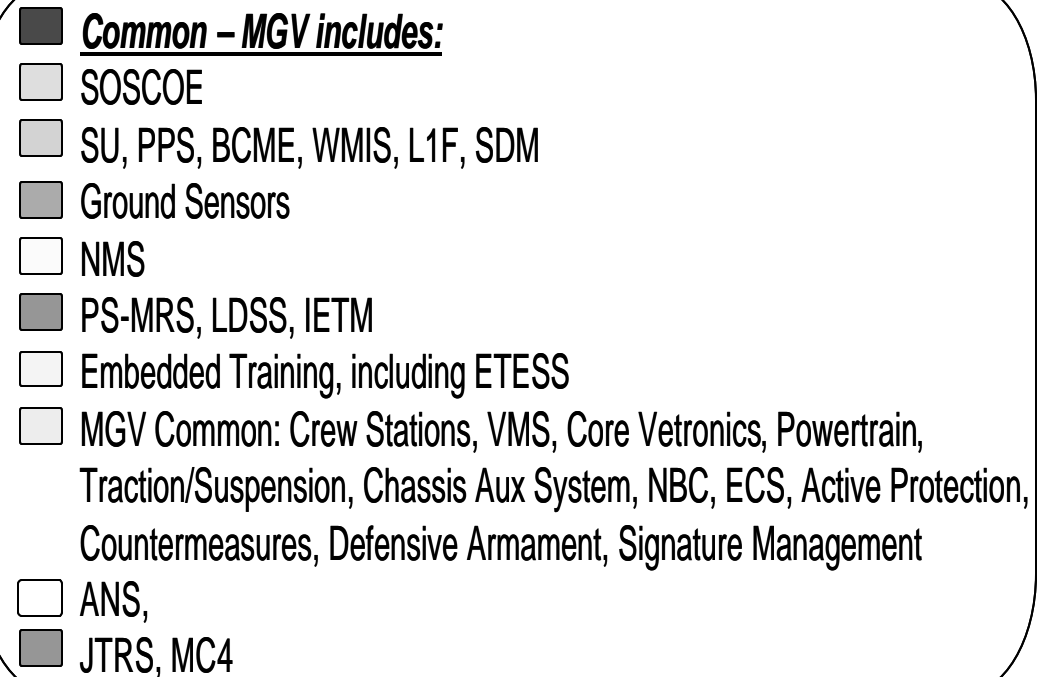 Common – MGV includes:
SOSCOE
SU, PPS, BCME, WMIS, L1F, SDM
Ground Sensors
NMS
PS-MRS, LDSS, IETM
Embedded Training, including ETESS
MGV Common: Crew Stations, VMS, Core Vetronics, Powertrain,
Traction/Suspension, Chassis Aux System, NBC, ECS, Active Protection,
Countermeasures, Defensive Armament, Signature Management
ANS,
JTRS, MC4